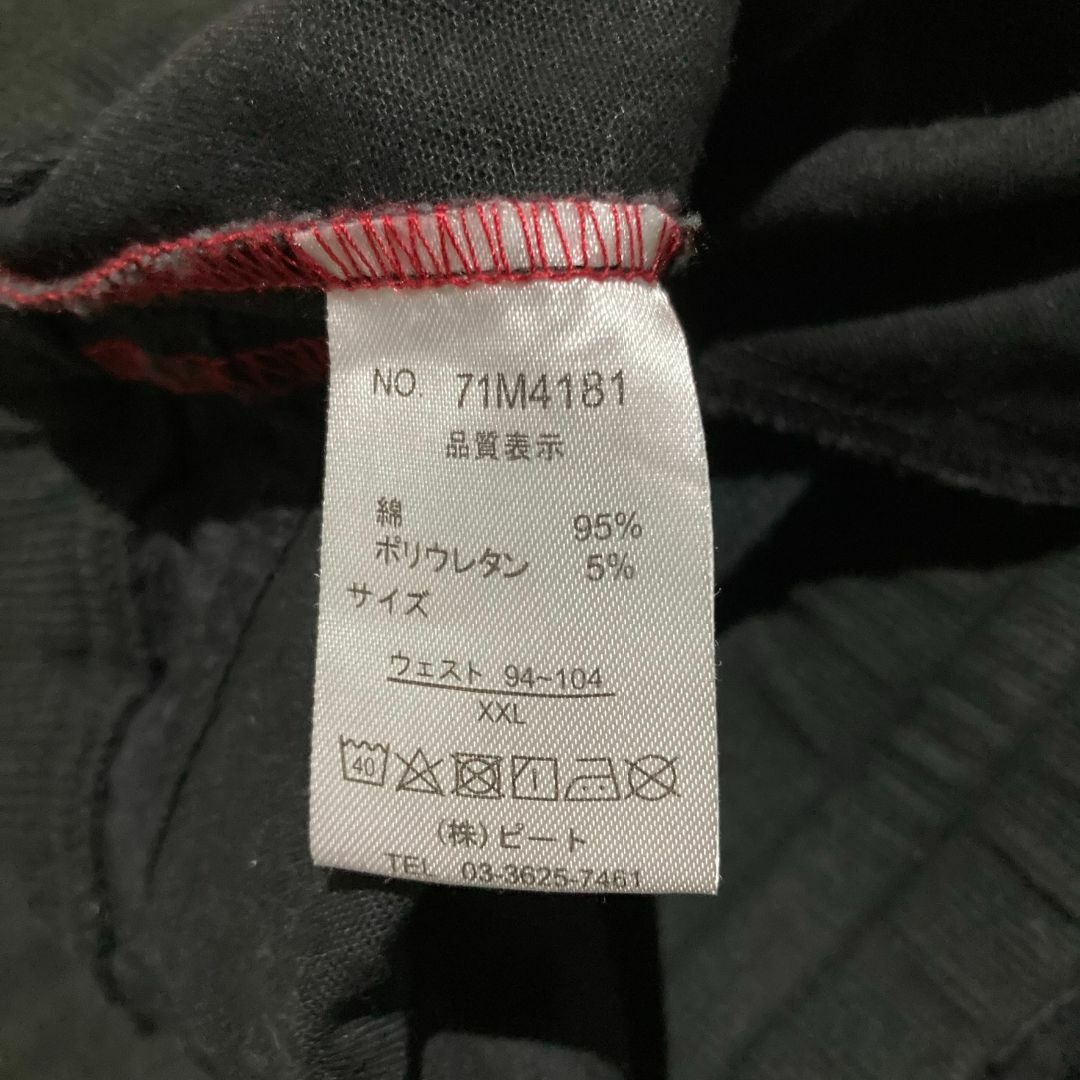 NO. 71M4181
品質表示
綿 95%
ポリウレタン 5%
サイズ
ウェスト 94~104
XXL
40
(株)ピート
TEL 03-3625-7461